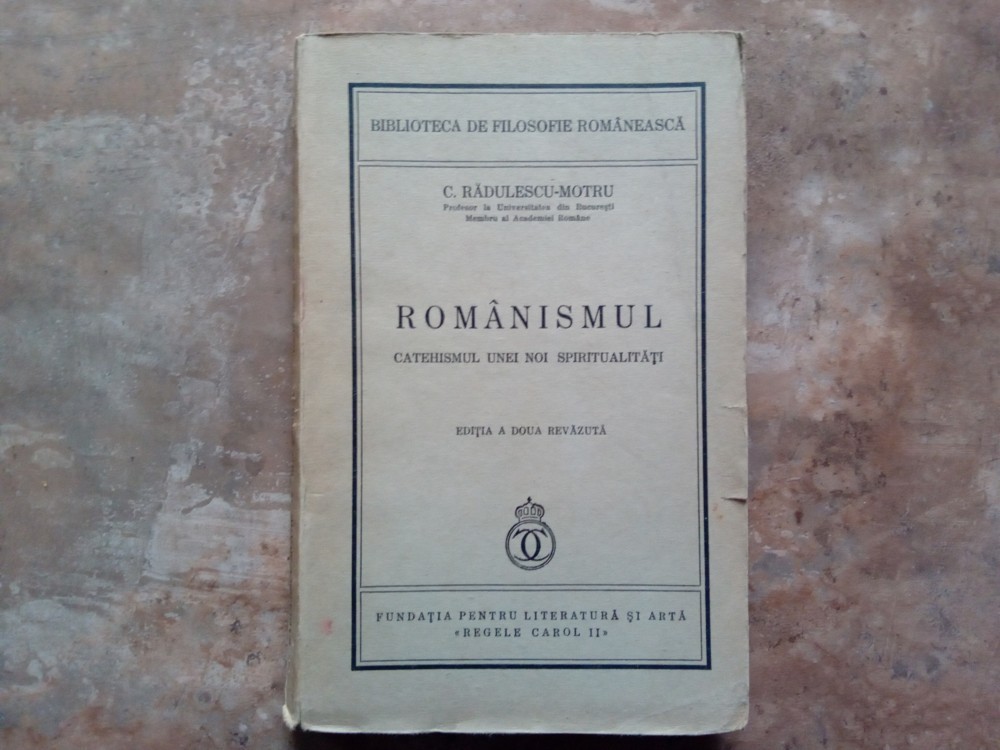 BIBLIOTECA DE FILOSOFIE ROMÂNEASCĂ
C. RĂDULESCU-MOTRU
Profesor la Universitatea din București
Membru al Academiei Române
ROMÂNISMUL
CATEHISMUL UNEI NOI SPIRITUALITĂȚI
EDIȚIA A DOUA REVĂZUTĂ
FUNDAȚIA PENTRU LITERATURĂ ȘI ARTĂ
«REGELE CAROL II»